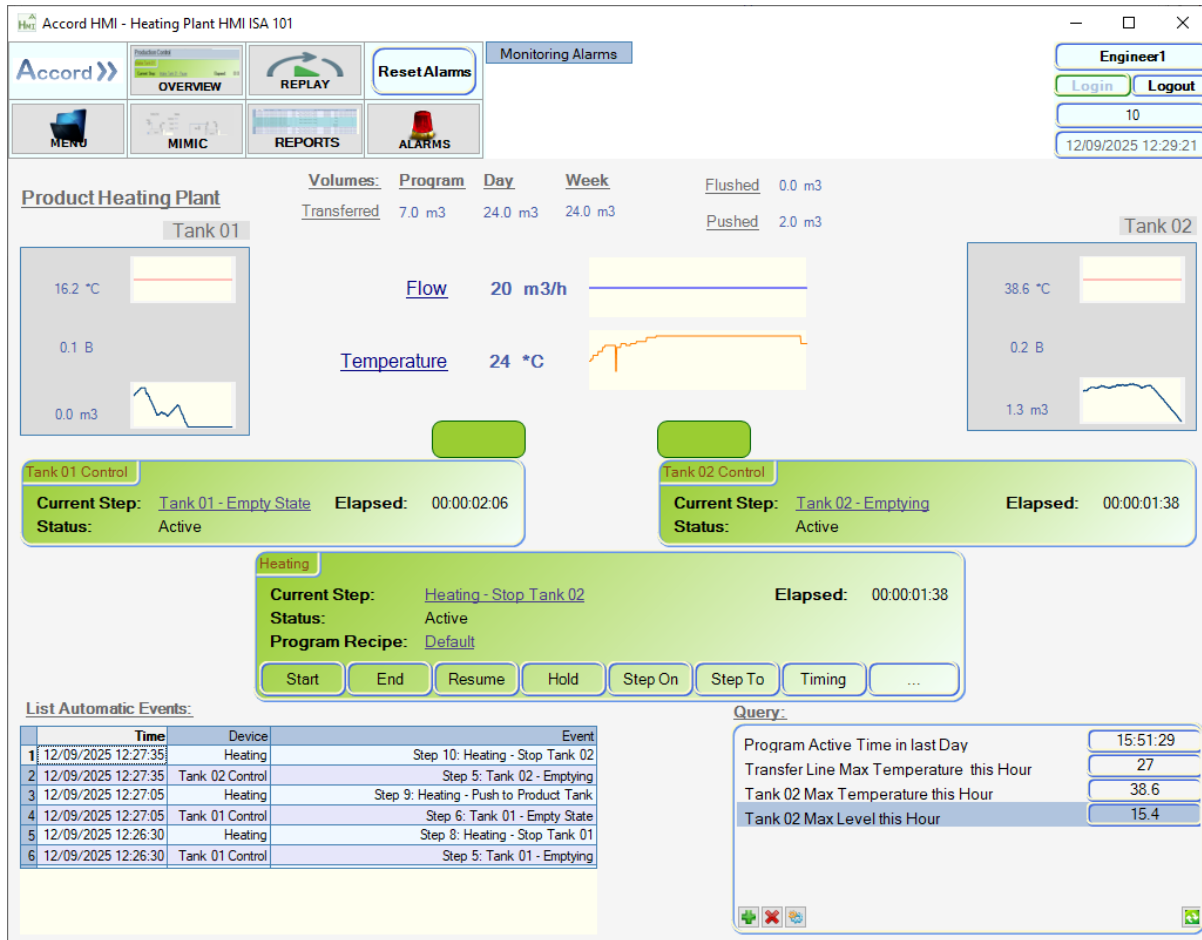 Accord HMI - Heating Plant HMI ISA 101
Accord
OVERVIEW
REPLAY
Reset Alarms
Monitoring Alarms
Engineer1
Login Logout
MENU
MIMIC
REPORTS
ALARMS
10
12/09/2025 12:29:21
Product Heating Plant
Volumes: Program Day Week
Transferred 7.0 m3 24.0 m3 24.0 m3
Flushed 0.0 m3
Pushed 2.0 m3
Tank 01
16.2 *C
0.1 B
0.0 m3
Flow 20 m3/h
Temperature 24 *C
Tank 02
38.6 *C
0.2 B
1.3 m3
Tank 01 Control
Current Step: Tank 01 - Empty State Elapsed: 00:00:02:06
Status: Active
Tank 02 Control
Current Step: Tank 02 - Emptying Elapsed: 00:00:01:38
Status: Active
Heating
Current Step: Heating - Stop Tank 02 Elapsed: 00:00:01:38
Status: Active
Program Recipe: Default
Start End Resume Hold Step On Step To Timing ...
List Automatic Events:
Time Device Event
1 12/09/2025 12:27:35 Heating Step 10: Heating - Stop Tank 02
2 12/09/2025 12:27:35 Tank 02 Control Step 5: Tank 02 - Emptying
3 12/09/2025 12:27:05 Heating Step 9: Heating - Push to Product Tank
4 12/09/2025 12:27:05 Tank 01 Control Step 6: Tank 01 - Empty State
5 12/09/2025 12:26:30 Heating Step 8: Heating - Stop Tank 01
6 12/09/2025 12:26:30 Tank 01 Control Step 5: Tank 01 - Emptying
Query:
Program Active Time in last Day 15:51:29
Transfer Line Max Temperature this Hour 27
Tank 02 Max Temperature this Hour 38.6
Tank 02 Max Level this Hour 15.4